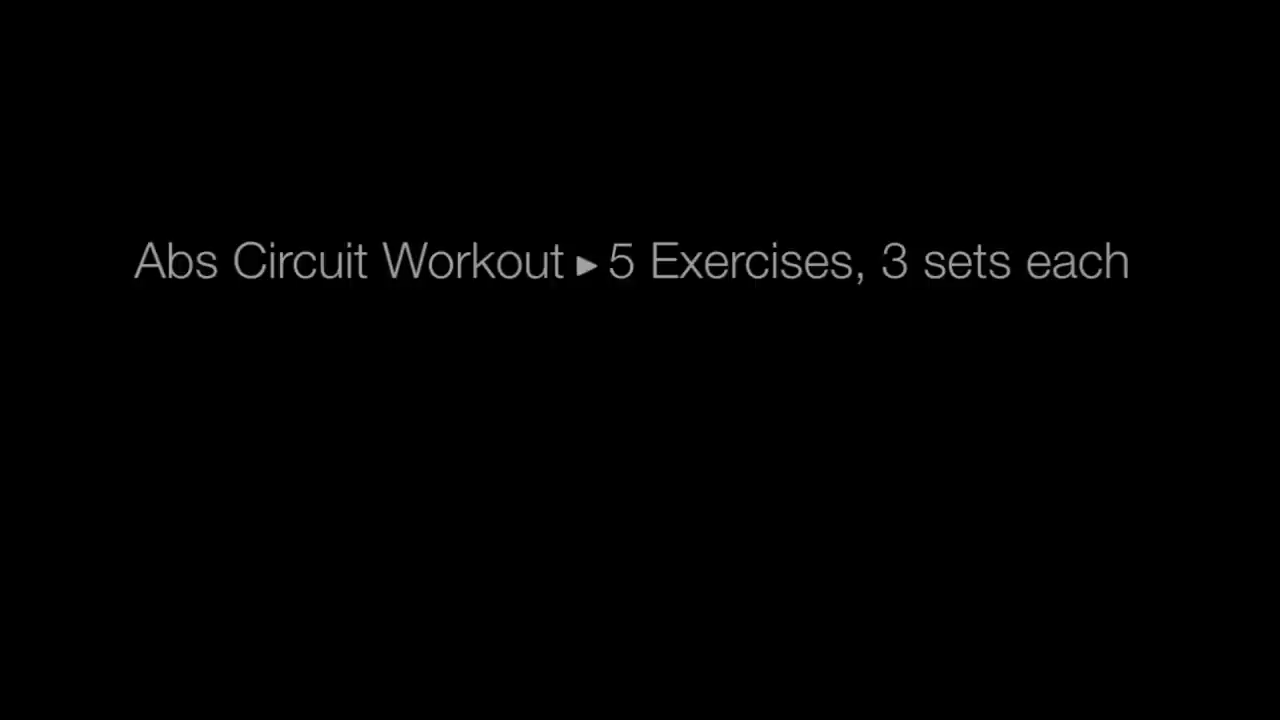 Abs Circuit Workout ▸ 5 Exercises, 3 sets each